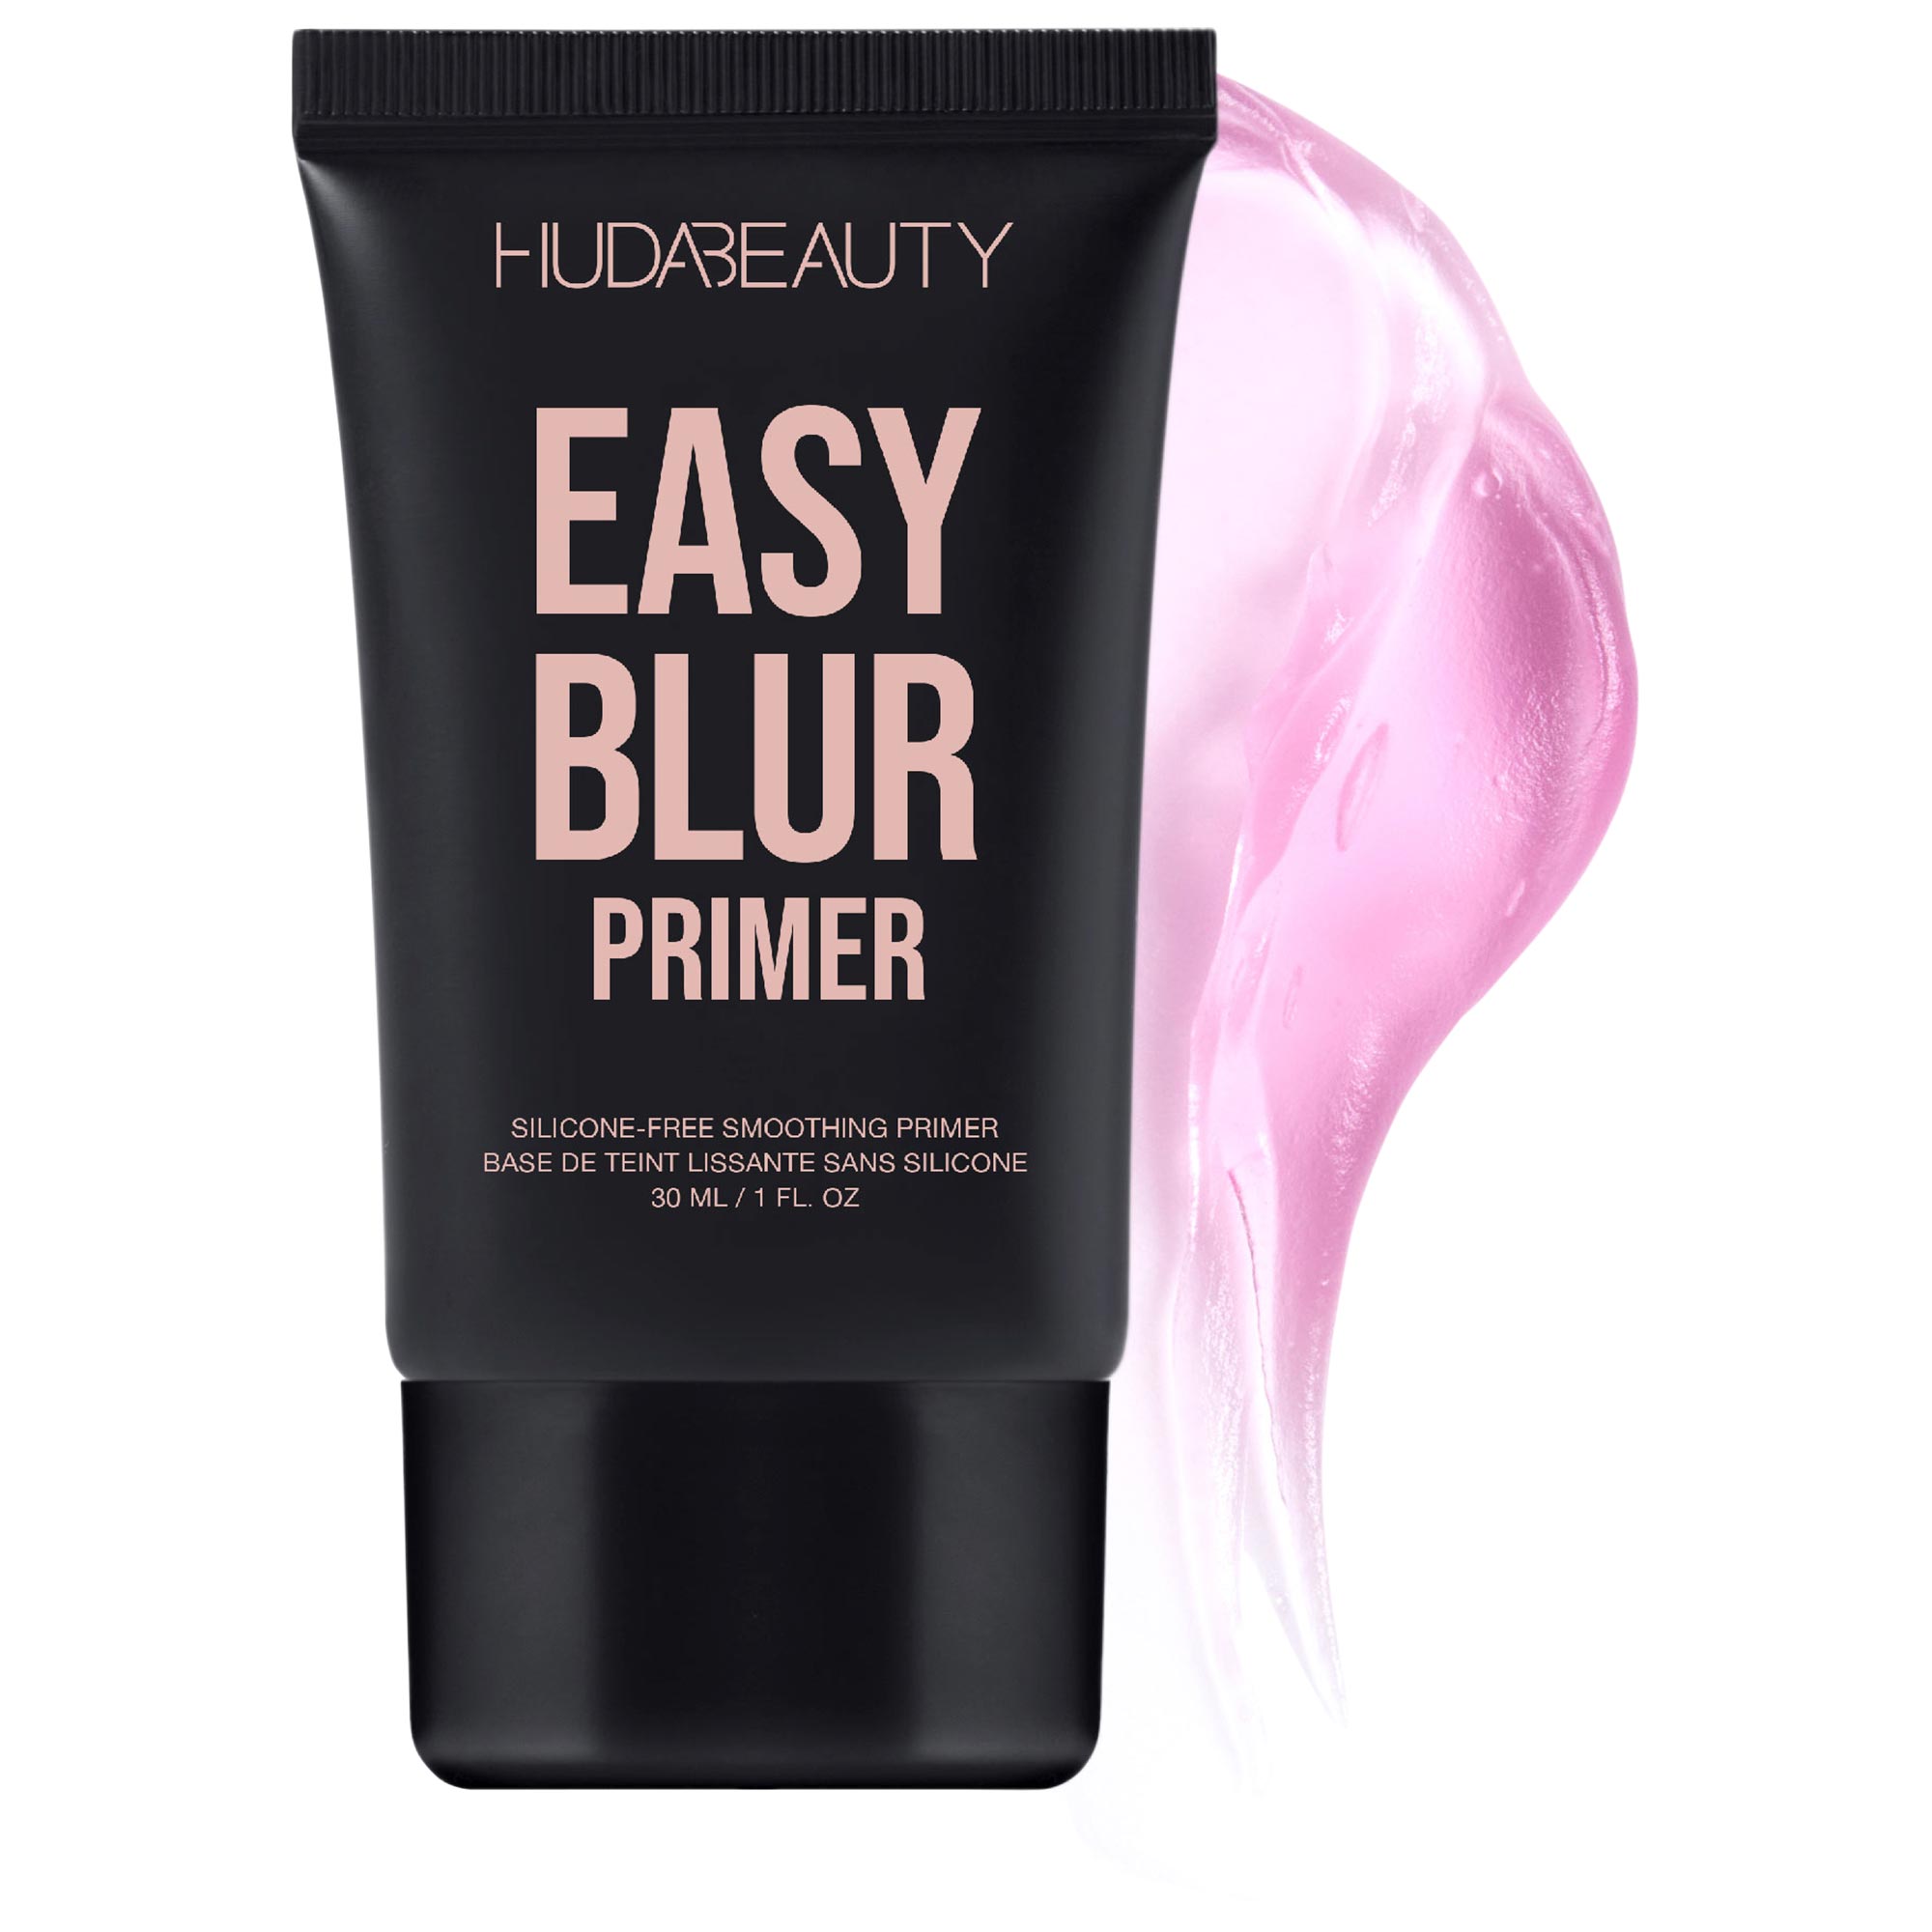 HUDABEAUTY
EASY
BLUR
PRIMER
SILICONE-FREE SMOOTHING PRIMER
BASE DE TEINT LISSANTE SANS SILICONE
30 ML / 1 FL. OZ